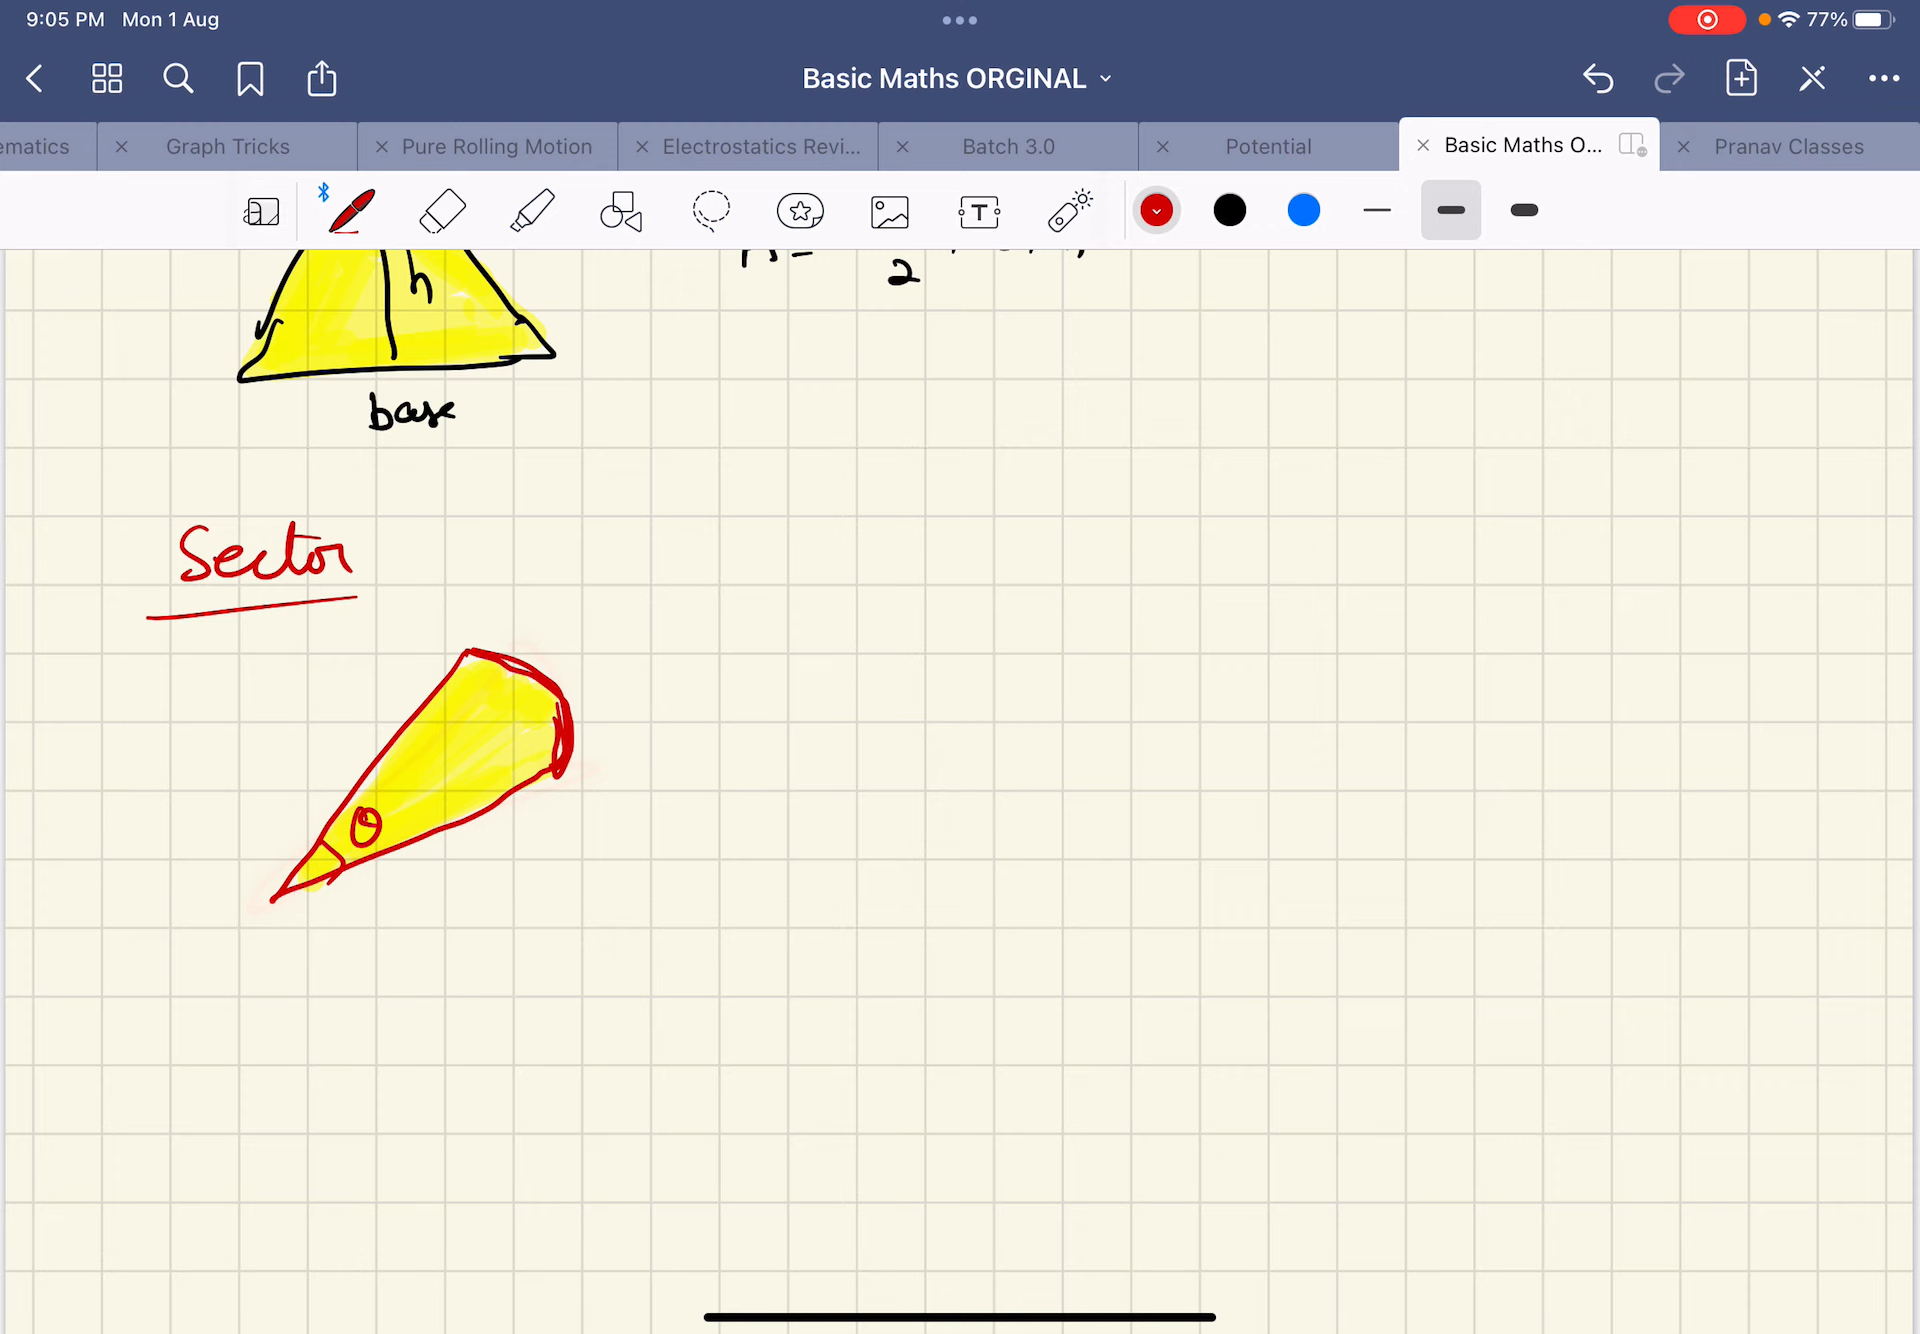 9:05 PM Mon 1 Aug
77%
Basic Maths ORGINAL
ematics
Graph Tricks
Pure Rolling Motion
Electrostatics Revi...
Batch 3.0
Potential
Basic Maths O...
Pranav Classes
h
2
base
Sector
θ